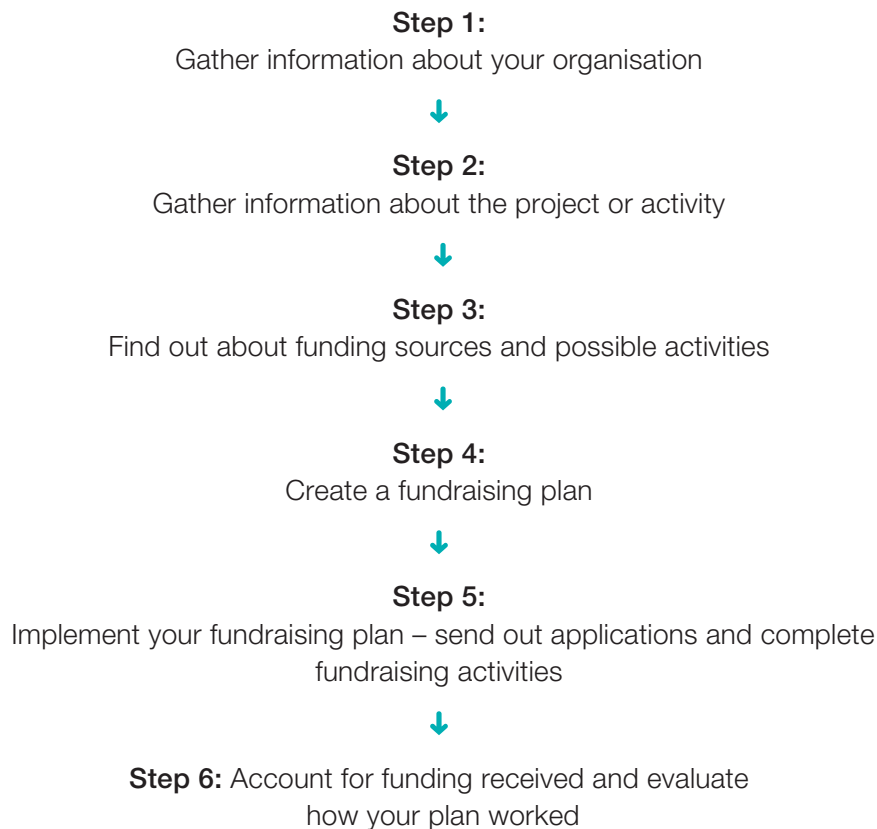 Step 1:
Gather information about your organisation
Step 2:
Gather information about the project or activity
Step 3:
Find out about funding sources and possible activities
Step 4:
Create a fundraising plan
Step 5:
Implement your fundraising plan – send out applications and complete
fundraising activities
Step 6: Account for funding received and evaluate
how your plan worked